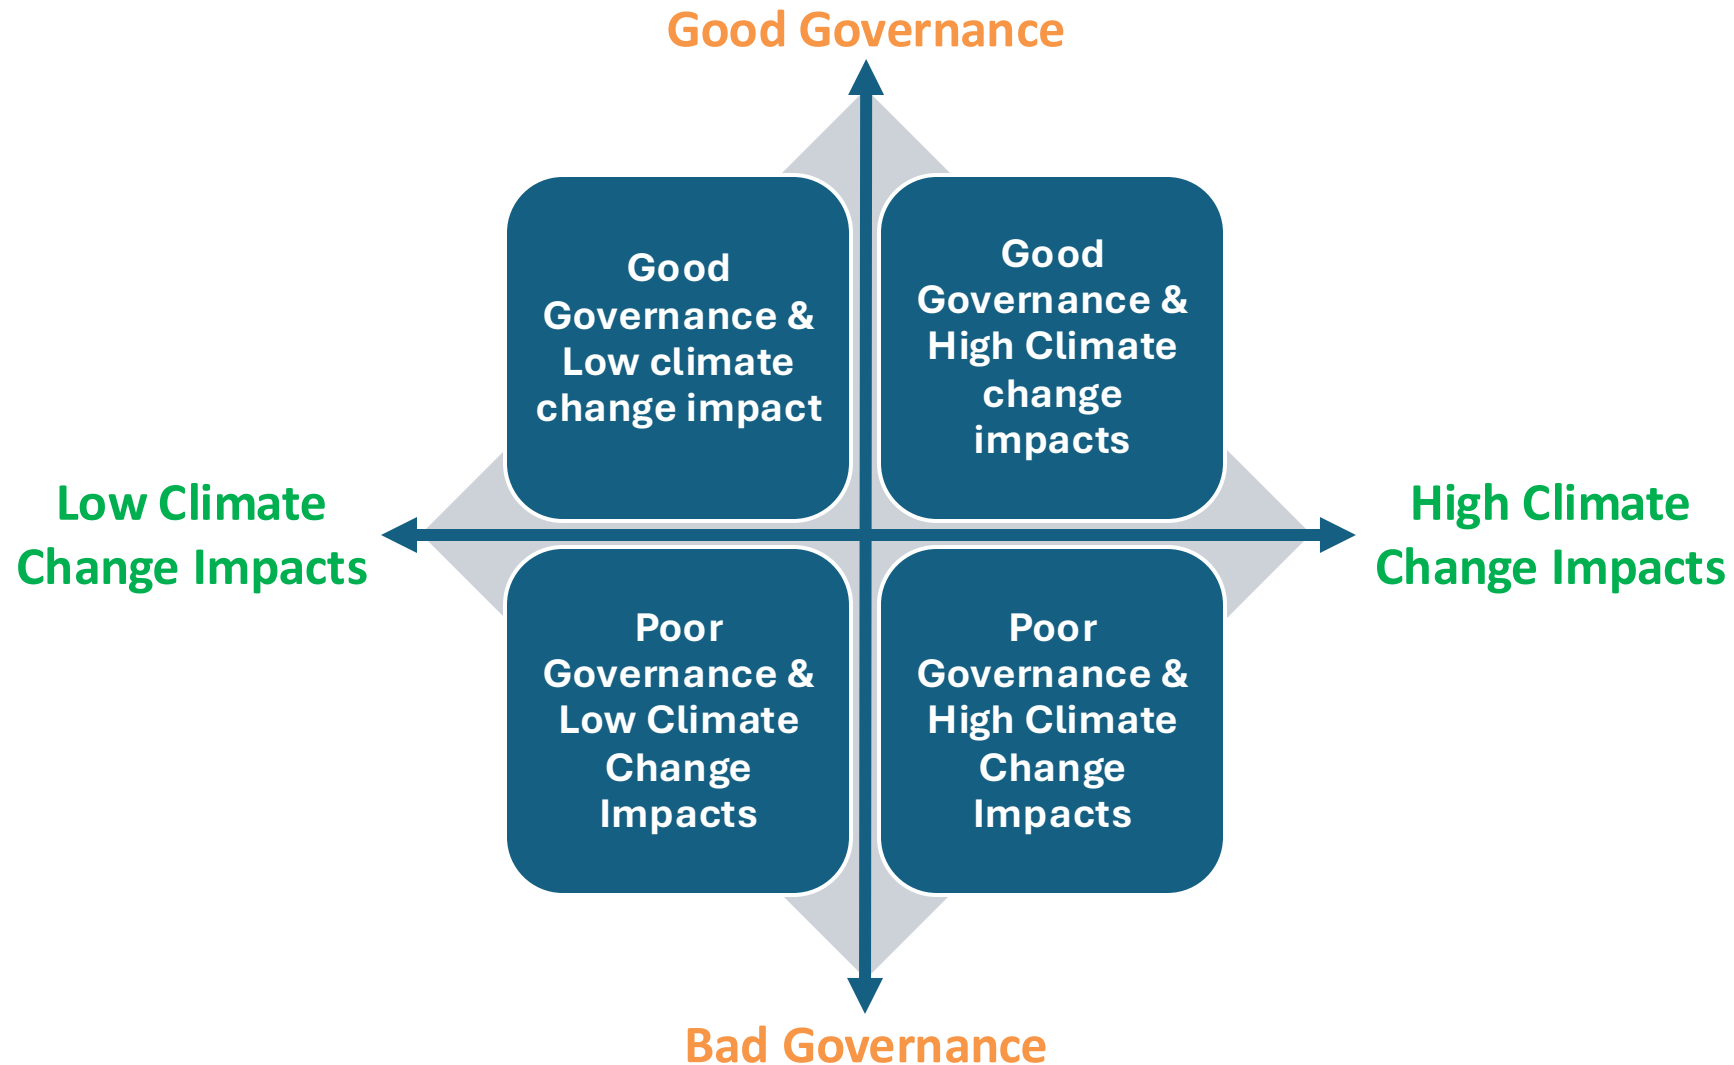 Good Governance
Good
Governance &
Low climate
change impact
Good
Governance &
High Climate
change
impacts
Low Climate
Change Impacts
High Climate
Change Impacts
Poor
Governance &
Low Climate
Change
Impacts
Poor
Governance &
High Climate
Change
Impacts
Bad Governance